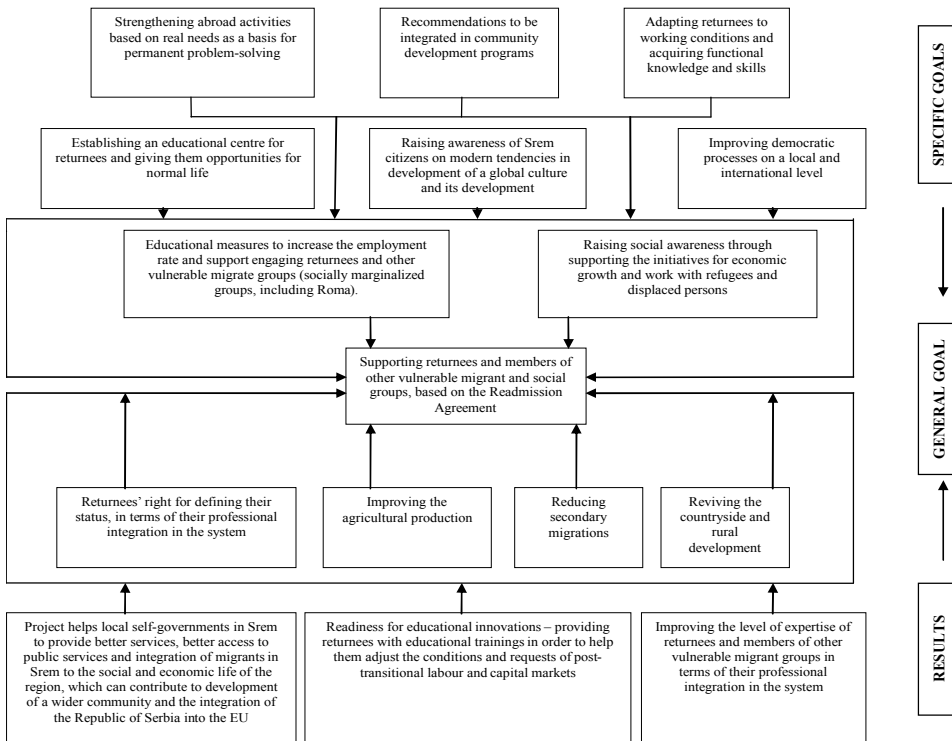 Strengthening abroad activities
based on real needs as a basis for
permanent problem-solving
Recommendations to be
integrated in community
development programs
Adapting returnees to
working conditions and
acquiring functional
knowledge and skills
SPECIFIC GOALS
Establishing an educational centre for
returnees and giving them opportunities for
normal life
Raising awareness of Srem
citizens on modern tendencies in
development of a global culture
and its development
Improving democratic
processes on a local and
international level
Educational measures to increase the employment
rate and support engaging returnees and other
vulnerable migrate groups (socially marginalized
groups, including Roma).
Raising social awareness through
supporting the initiatives for economic
growth and work with refugees and
displaced persons
GENERAL GOAL
Supporting returnees and members of
other vulnerable migrant and social
groups, based on the Readmission
Agreement
Returnees' right for defining their
status, in terms of their professional
integration in the system
Improving the
agricultural production
Reducing
secondary
migrations
Reviving the
countryside and
rural
development
RESULTS
Project helps local self-governments in Srem
to provide better services, better access to
public services and integration of migrants in
Srem to the social and economic life of the
region, which can contribute to development
of a wider community and the integration of
the Republic of Serbia into the EU
Readiness for educational innovations – providing
returnees with educational trainings in order to help
them adjust the conditions and requests of post-
transitional labour and capital markets
Improving the level of expertise of
returnees and members of other
vulnerable migrant groups in
terms of their professional
integration in the system